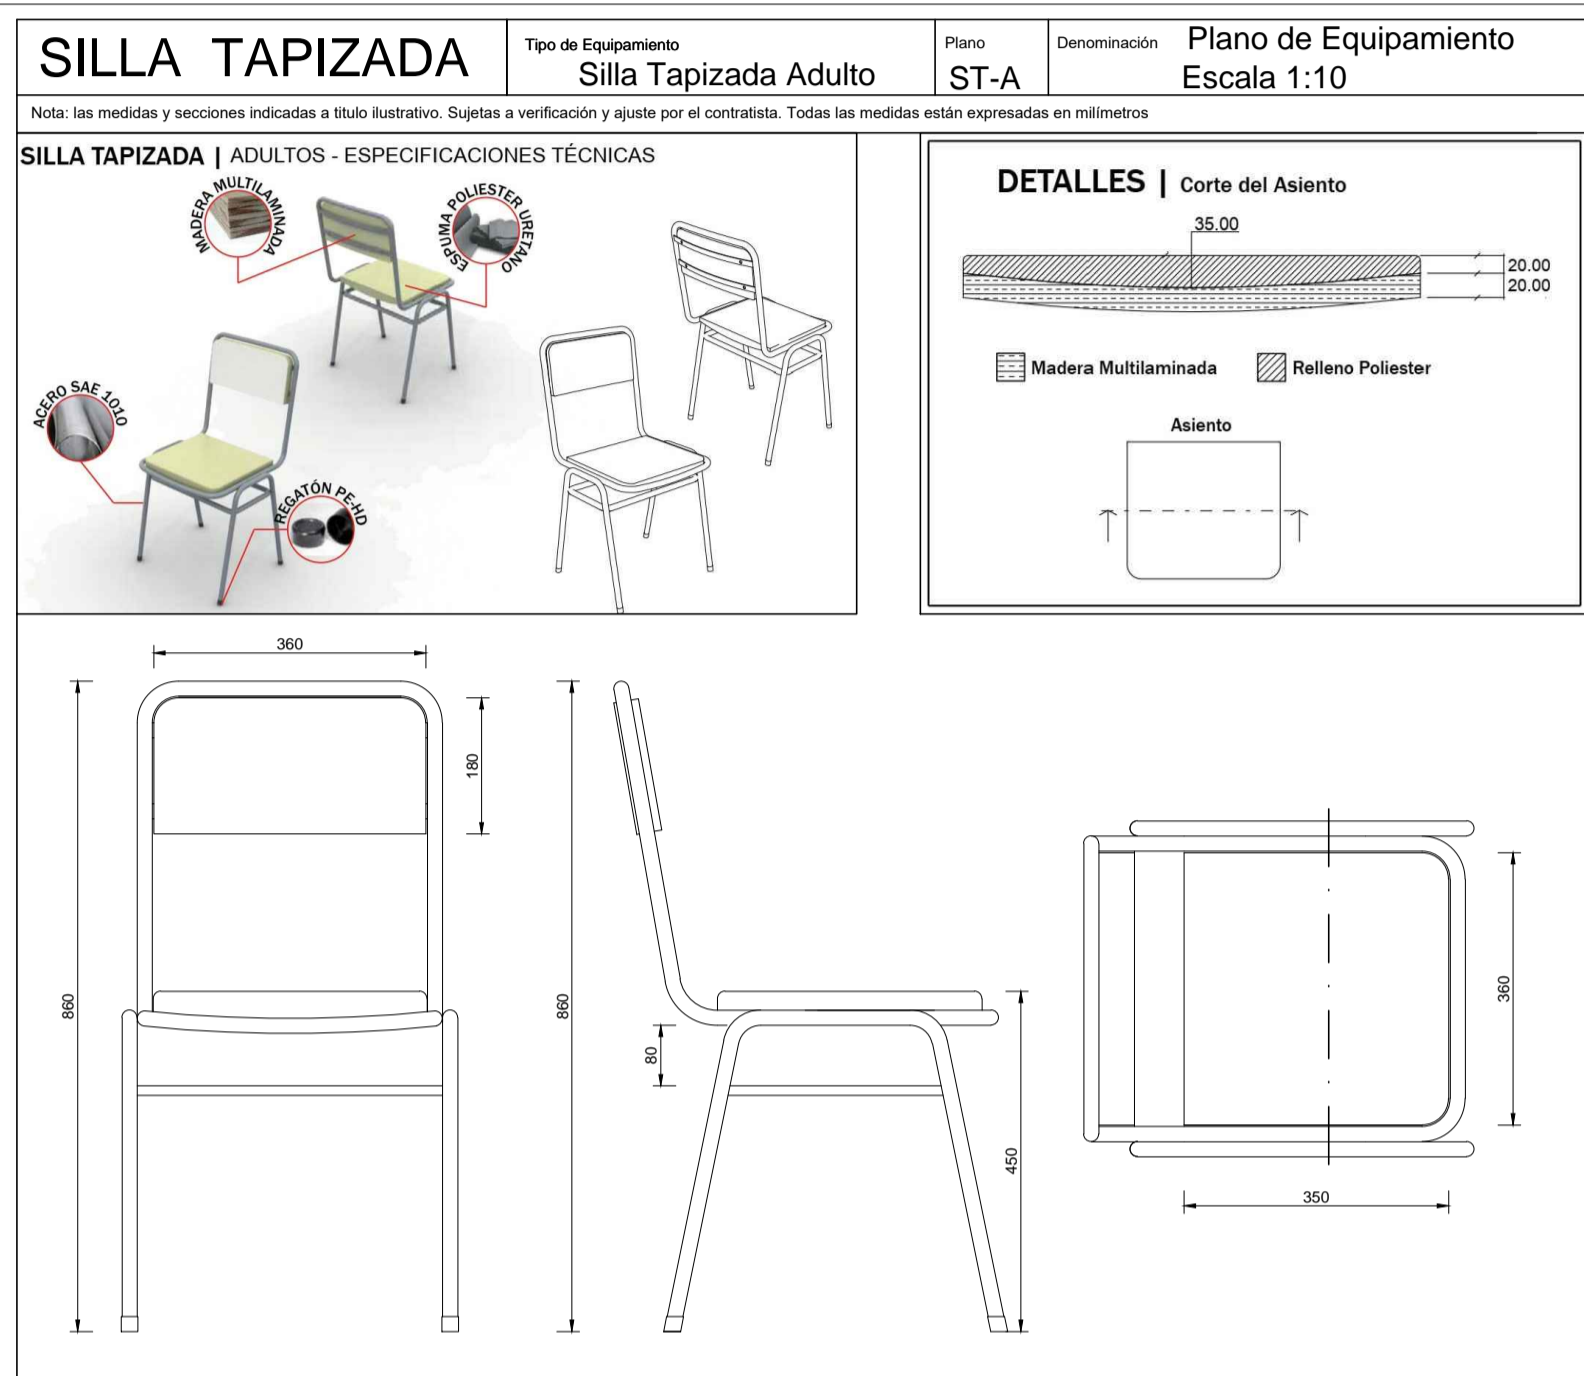 SILLA TAPIZADA
Tipo de Equipamiento
Silla Tapizada Adulto
Plano
ST-A
Denominación Plano de Equipamiento
Escala 1:10
Nota: las medidas y secciones indicadas a titulo ilustrativo. Sujetas a verificación y ajuste por el contratista. Todas las medidas están expresadas en milímetros
SILLA TAPIZADA | ADULTOS - ESPECIFICACIONES TÉCNICAS
MADERA MULTILAMINADA
ESPUMA POLIESTER URETANO
ACERO SAE 1010
REGATÓN PE-HD
DETALLES | Corte del Asiento
35.00
20.00
20.00
Madera Multilaminada
Relleno Poliester
Asiento
360
180
860
860
80
450
360
350